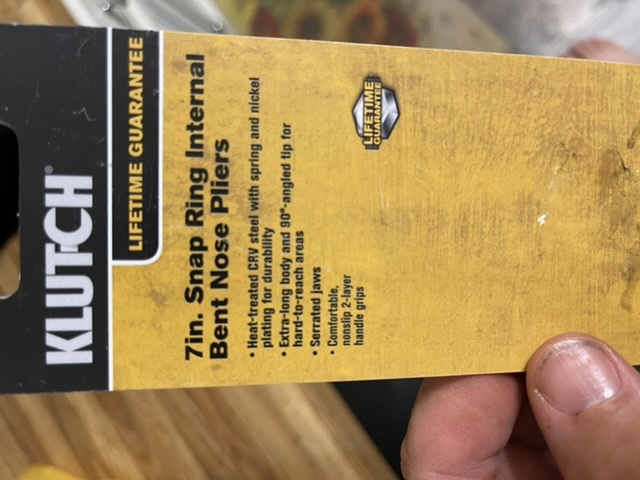 KLUTCH®
LIFETIME GUARANTEE
7in. Snap Ring Internal
Bent Nose Pliers
• Heat-treated CRV steel with spring and nickel
plating for durability
• Extra-long body and 90°-angled tip for
hard-to-reach areas
• Serrated jaws
• Comfortable,
nonslip 2-layer
handle grips
LIFETIME
GUARANTEE